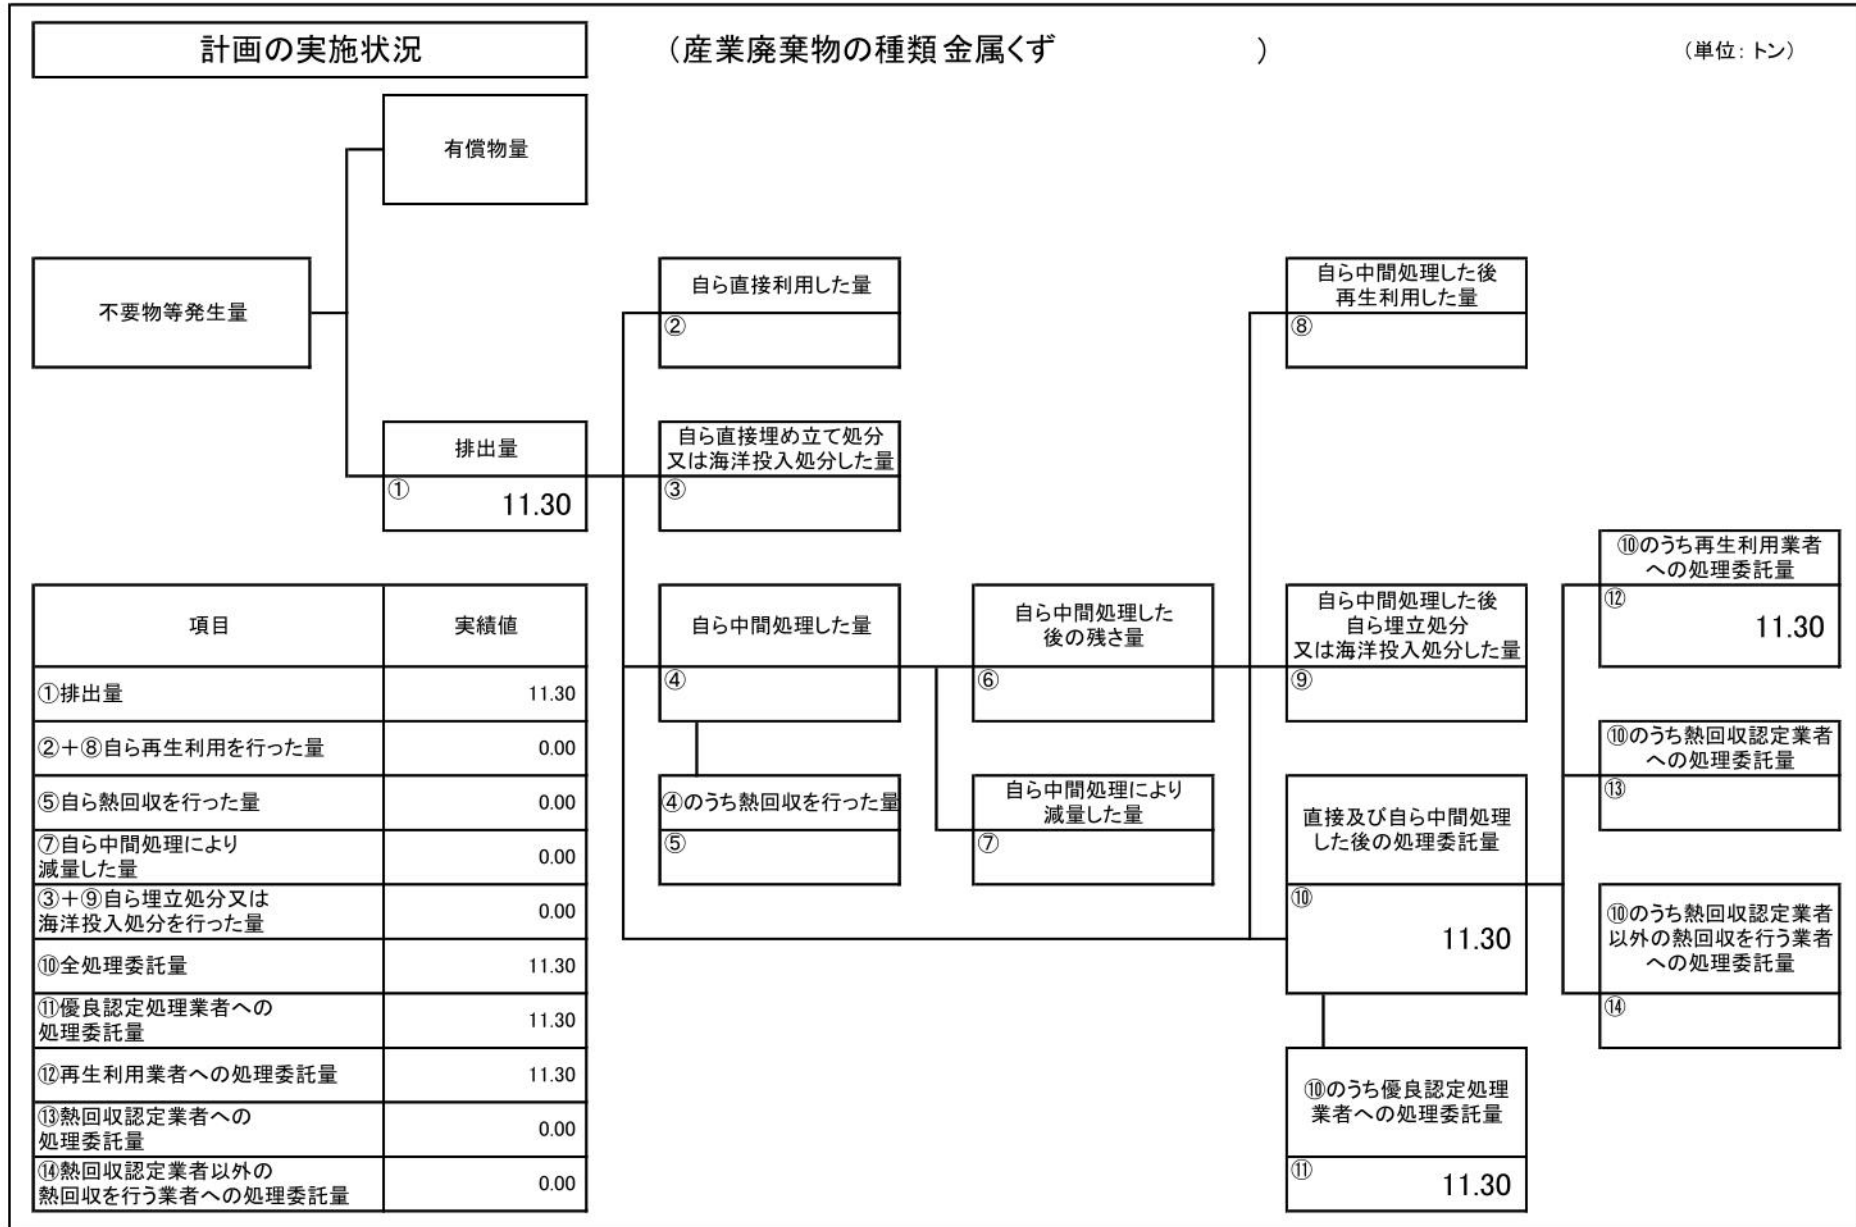 計画の実施状況
（産業廃棄物の種類 金属くず　　　　　　　）
（単位：トン）
有償物量
不要物等発生量
自ら直接利用した量
②
自ら中間処理した後
再生利用した量
⑧
排出量
① 11.30
自ら直接埋め立て処分
又は海洋投入処分した量
③
⑩のうち再生利用業者
への処理委託量
⑫ 11.30
自ら中間処理した量
④
自ら中間処理した
後の残さ量
⑥
自ら中間処理した後
自ら埋立処分
又は海洋投入処分した量
⑨
⑩のうち熱回収認定業者
への処理委託量
⑬
④のうち熱回収を行った量
⑤
自ら中間処理により
減量した量
⑦
直接及び自ら中間処理
した後の処理委託量
⑩ 11.30
⑩のうち熱回収認定業者
以外の熱回収を行う業者
への処理委託量
⑭
⑩のうち優良認定処理
業者への処理委託量
⑪ 11.30
項目 実績値
①排出量 11.30
②＋⑧自ら再生利用を行った量 0.00
⑤自ら熱回収を行った量 0.00
⑦自ら中間処理により
減量した量 0.00
③＋⑨自ら埋立処分又は
海洋投入処分を行った量 0.00
⑩全処理委託量 11.30
⑪優良認定処理業者への
処理委託量 11.30
⑫再生利用業者への処理委託量 11.30
⑬熱回収認定業者への
処理委託量 0.00
⑭熱回収認定業者以外の
熱回収を行う業者への処理委託量 0.00